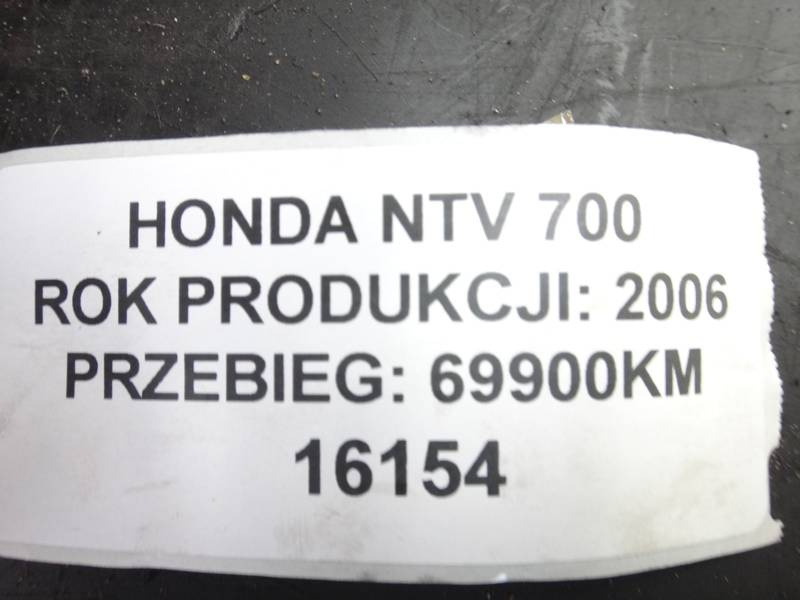 HONDA NTV 700
ROK PRODUKCJI: 2006
PRZEBIEG: 69900KM
16154